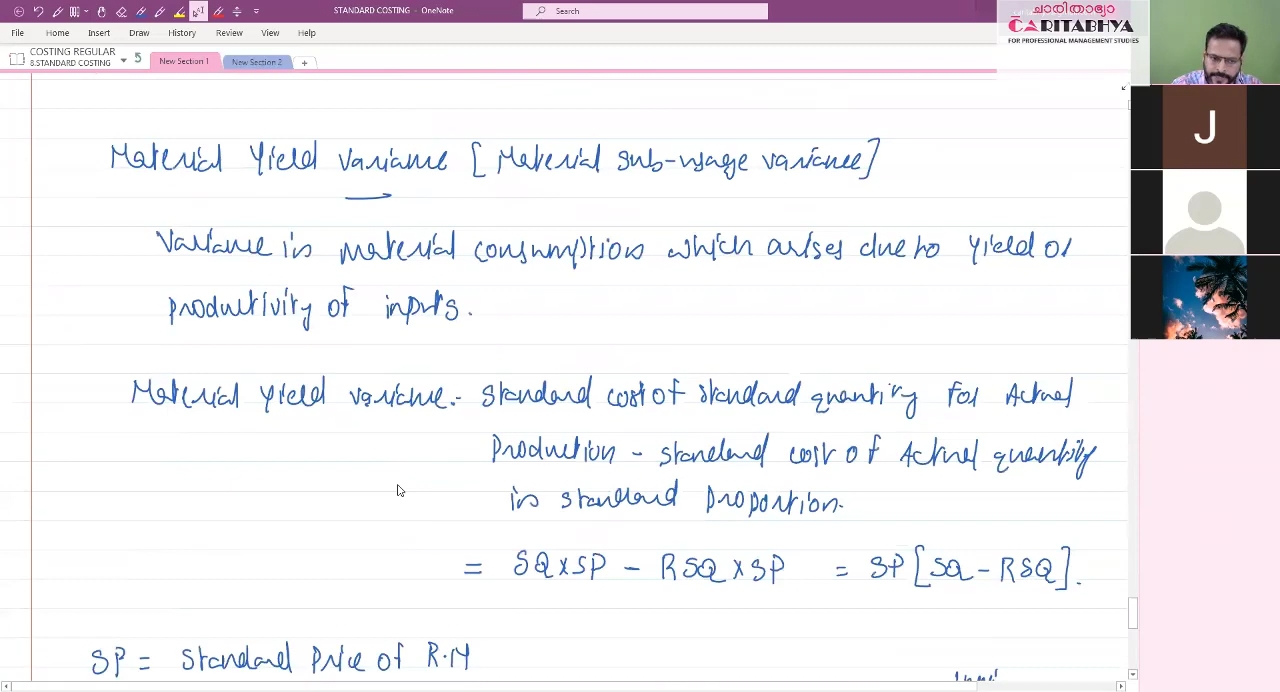 STANDARD COSTING - OneNote
Search
File Home Insert Draw History Review View Help
COSTING REGULAR
8.STANDARD COSTING
5
New Section 1
New Section 2
ചാരിതാഭ്യാ
CARITABHYA
FOR PROFESSIONAL MANAGEMENT STUDIES
J
Material Yield variance [Material sub-usage variance]
Variance in material consumption which arises due to yield or
productivity of inputs.
Material yield variance = Standard cost of standard quantity for Actual
Production - standard cost of Actual quantity
in standard proportion.
= SQ×SP - RSQ×SP = SP[SQ-RSQ].
SP = Standard Price of R.M